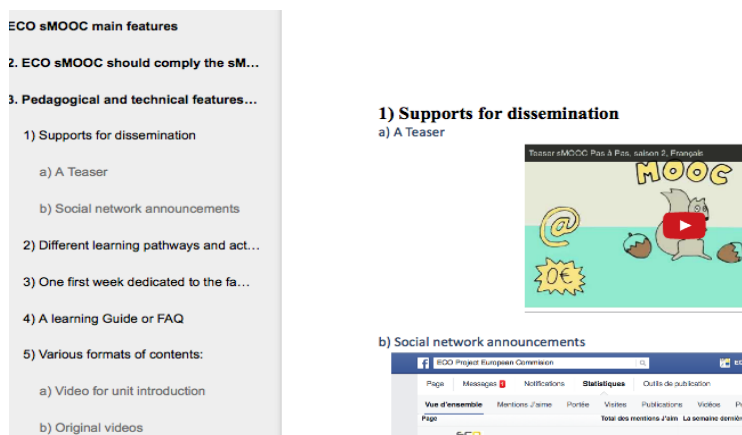 ECO sMOOC main features
2. ECO sMOOC should comply the sM...
3. Pedagogical and technical features...
1) Supports for dissemination
a) A Teaser
b) Social network announcements
2) Different learning pathways and act...
3) One first week dedicated to the fa...
4) A learning Guide or FAQ
5) Various formats of contents:
a) Video for unit introduction
b) Original videos
1) Supports for dissemination
a) A Teaser
Teaser sMOOC Pas à Pas, saison 2, Français
MOOC
@
0€
b) Social network announcements
f ECO Project European Commision
Page Messages 1 Notifications Statistiques Outils de publication
Vue d'ensemble Mentions J'aime Portée Visites Publications Vidéos
Page Total des mentions J'aim La semaine dernièr